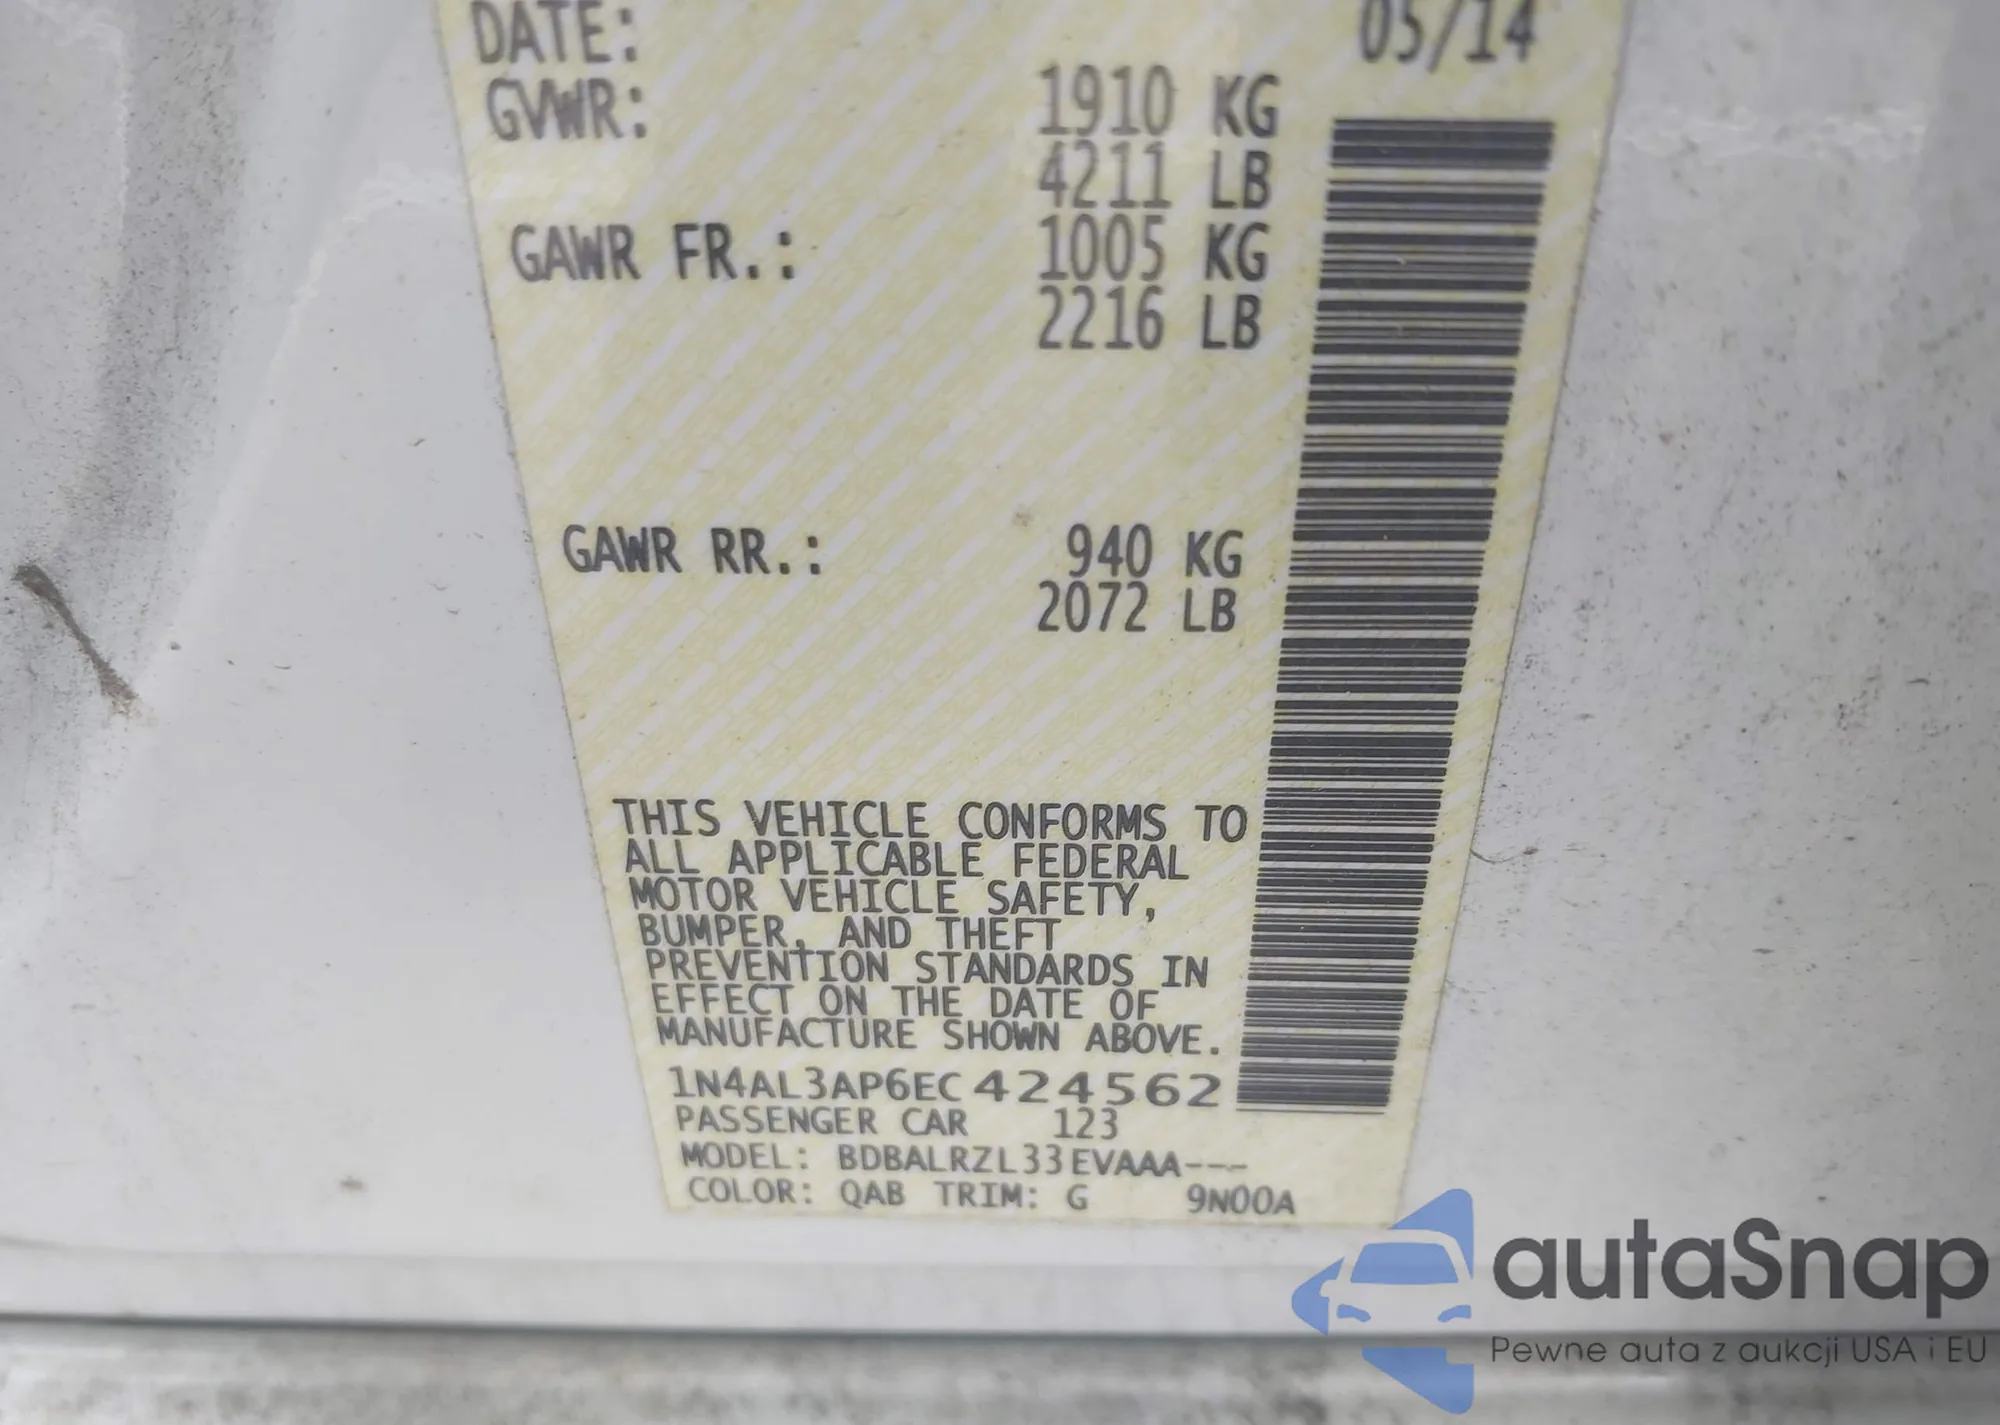 DATE: 05/14
GVWR: 1910 KG
4211 LB
GAWR FR.: 1005 KG
2216 LB
GAWR RR.: 940 KG
2072 LB
THIS VEHICLE CONFORMS TO
ALL APPLICABLE FEDERAL
MOTOR VEHICLE SAFETY,
BUMPER, AND THEFT
PREVENTION STANDARDS IN
EFFECT ON THE DATE OF
MANUFACTURE SHOWN ABOVE.
1N4AL3AP6EC424562
PASSENGER CAR 123
MODEL: BDBALRZL33EVAAA---
COLOR: QAB TRIM: G 9N00A
autaSnap
Pewne auta z aukcji USA i EU